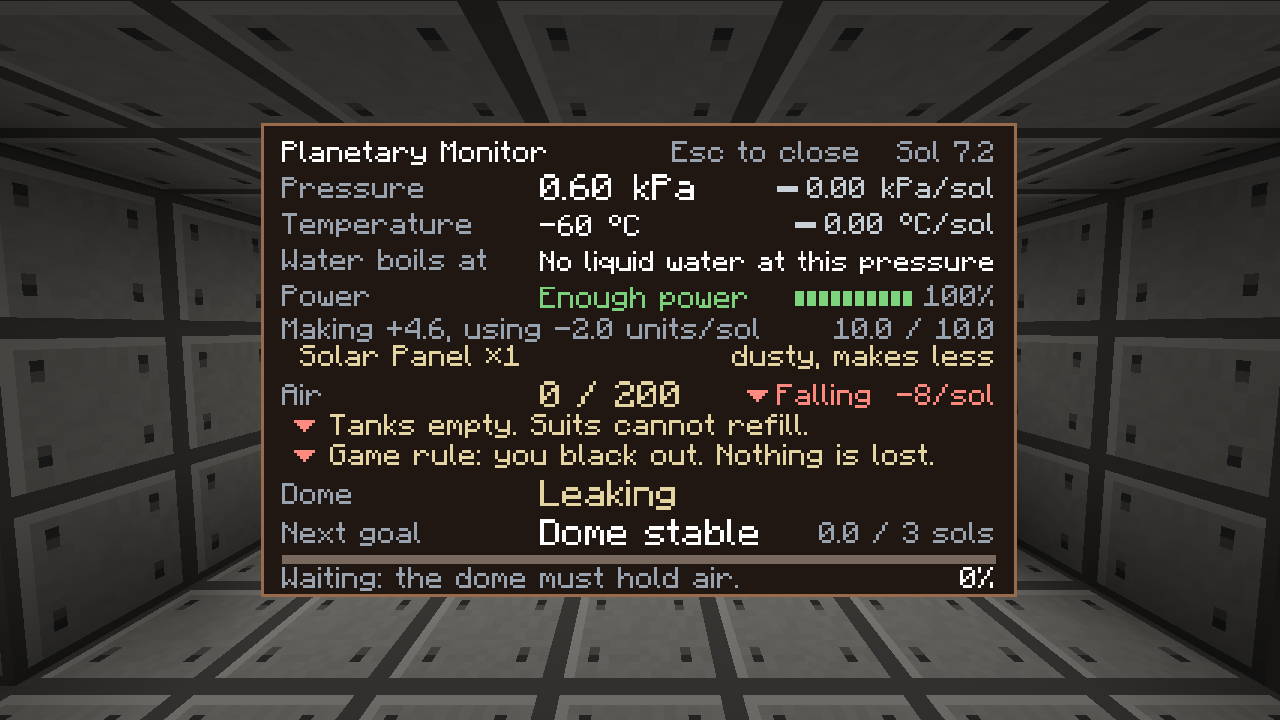 Planetary Monitor Esc to close Sol 7.2
Pressure 0.60 kPa 0.00 kPa/sol
Temperature -60 °C 0.00 °C/sol
Water boils at No liquid water at this pressure
Power Enough power 100%
Making +4.6, using -2.0 units/sol 10.0 / 10.0
Solar Panel ×1 dusty, makes less
Air 0 / 200 Falling -8/sol
Tanks empty. Suits cannot refill.
Game rule: you black out. Nothing is lost.
Dome Leaking
Next goal Dome stable 0.0 / 3 sols
Waiting: the dome must hold air. 0%